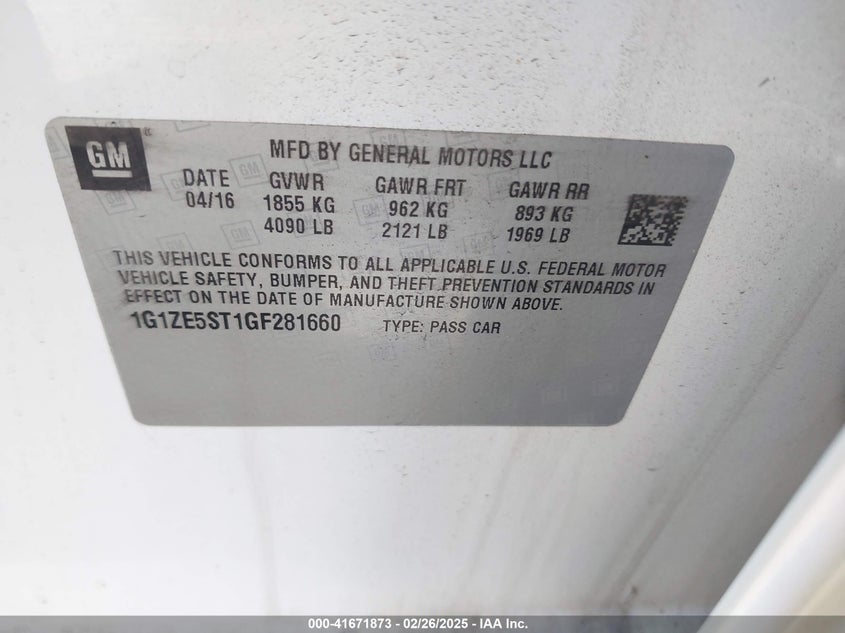 GM
MFD BY GENERAL MOTORS LLC
DATE GVWR GAWR FRT GAWR RR
04/16 1855 KG 962 KG 893 KG
4090 LB 2121 LB 1969 LB
THIS VEHICLE CONFORMS TO ALL APPLICABLE U.S. FEDERAL MOTOR
VEHICLE SAFETY, BUMPER, AND THEFT PREVENTION STANDARDS IN
EFFECT ON THE DATE OF MANUFACTURE SHOWN ABOVE.
1G1ZE5ST1GF281660 TYPE: PASS CAR
000-41671873 - 02/26/2025 - IAA Inc.